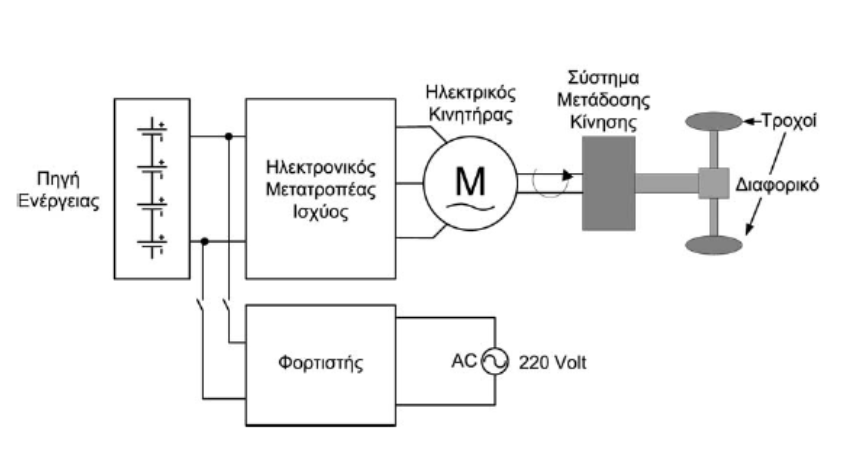 Πηγή
Ενέργειας
Ηλεκτρονικός
Μετατροπέας
Ισχύος
Ηλεκτρικός
Κινητήρας
M
Σύστημα
Μετάδοσης
Κίνησης
Τροχοί
Διαφορικό
Φορτιστής
AC
220 Volt